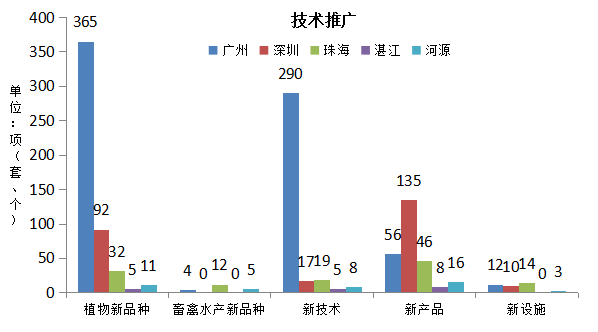 技术推广
广州 深圳 珠海 湛江 河源
单位：项（套、个）
400
350
300
250
200
150
100
50
0
365 92 32 5 11
4 0 12 0 5
290 17 19 5 8
56 135 46 8 16
12 10 14 0 3
植物新品种 畜禽水产新品种 新技术 新产品 新设施